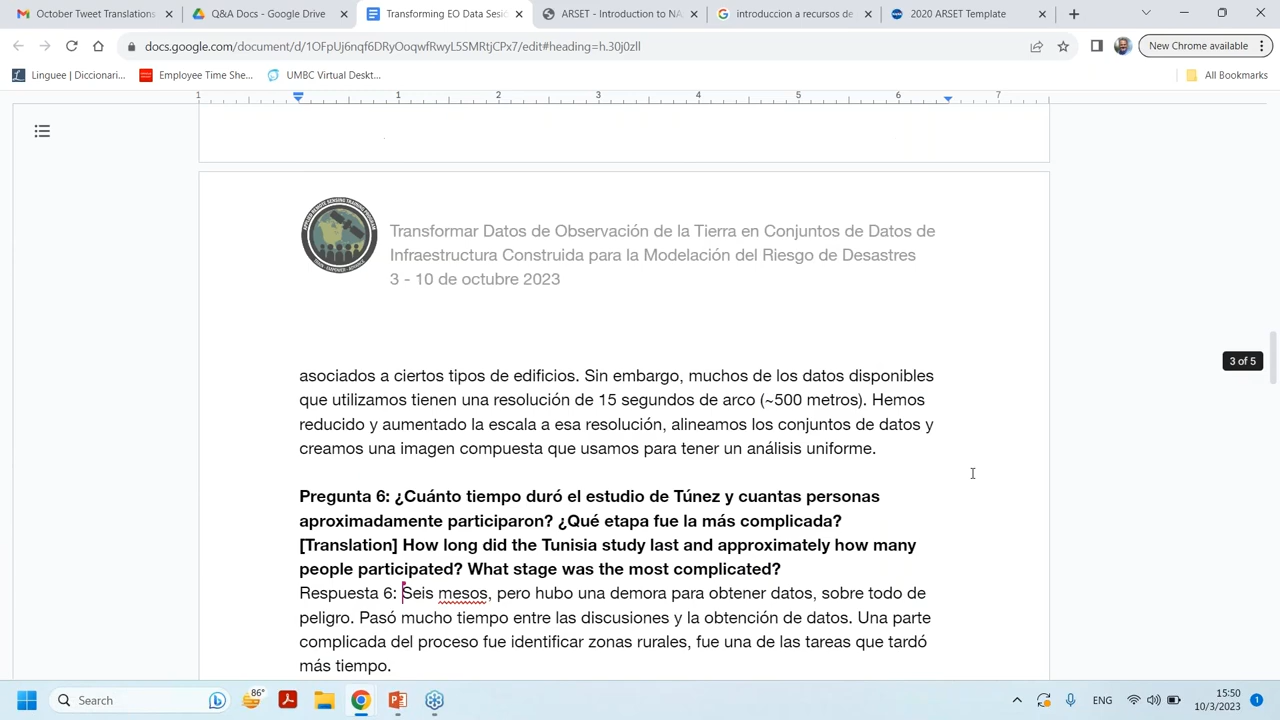 October Tweet Translations
Q&A Docs - Google Drive
Transforming EO Data Sesió
ARSET - Introduction to NA
introduccion a recursos de
2020 ARSET Template
docs.google.com/document/d/
/edit#heading=h.30j0zll
New Chrome available
Linguee | Diccionari...
Employee Time She...
UMBC Virtual Deskt...
All Bookmarks
1 1 2 3 4 5 6 7
Transformar Datos de Observación de la Tierra en Conjuntos de Datos de
Infraestructura Construida para la Modelación del Riesgo de Desastres
3 - 10 de octubre 2023
3 of 5
asociados a ciertos tipos de edificios. Sin embargo, muchos de los datos disponibles
que utilizamos tienen una resolución de 15 segundos de arco (~500 metros). Hemos
reducido y aumentado la escala a esa resolución, alineamos los conjuntos de datos y
creamos una imagen compuesta que usamos para tener un análisis uniforme.
Pregunta 6: ¿Cuánto tiempo duró el estudio de Túnez y cuantas personas
aproximadamente participaron? ¿Qué etapa fue la más complicada?
[Translation] How long did the Tunisia study last and approximately how many
people participated? What stage was the most complicated?
Respuesta 6: Seis mesos, pero hubo una demora para obtener datos, sobre todo de
peligro. Pasó mucho tiempo entre las discusiones y la obtención de datos. Una parte
complicada del proceso fue identificar zonas rurales, fue una de las tareas que tardó
más tiempo.
Search
86°
ENG
15:50
10/3/2023
1